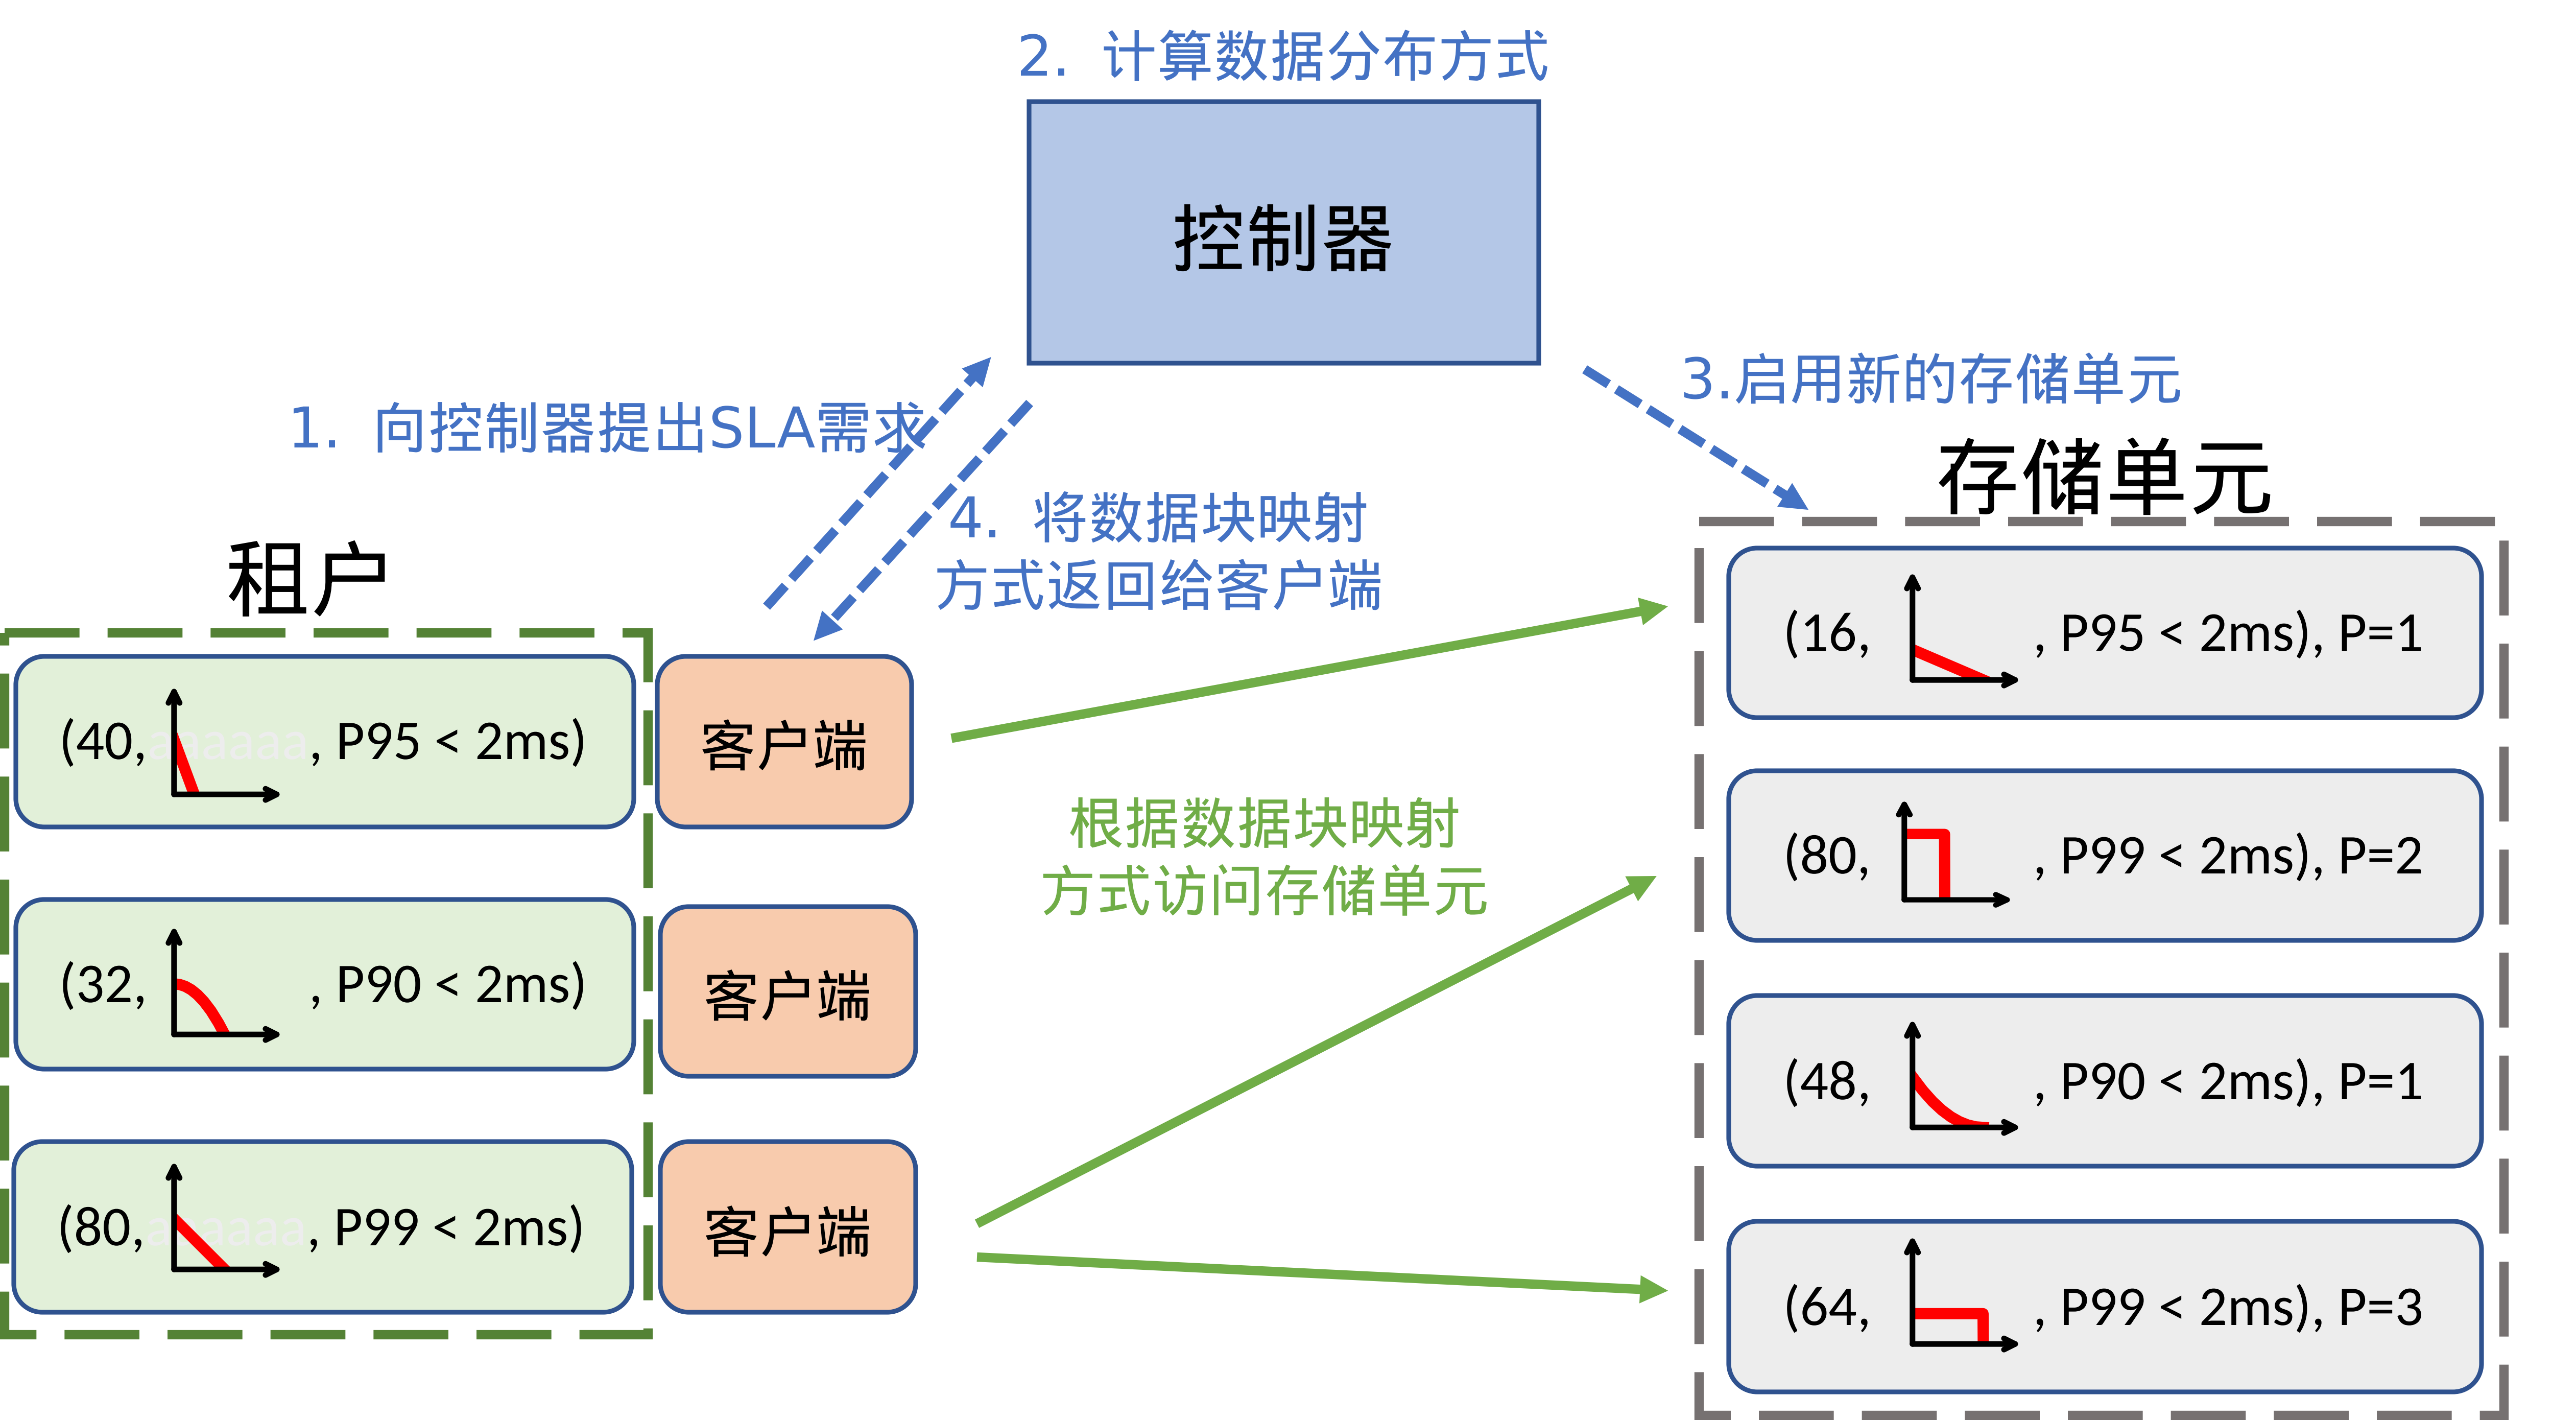 2. 计算数据分布方式
控制器
1. 向控制器提出SLA需求
3.启用新的存储单元
4. 将数据块映射
方式返回给客户端
租户
存储单元
(40,aaaaaa, P95 < 2ms)
客户端
(32, , P90 < 2ms)
客户端
(80,aaaaaa, P99 < 2ms)
客户端
根据数据块映射
方式访问存储单元
(16, , P95 < 2ms), P=1
(80, , P99 < 2ms), P=2
(48, , P90 < 2ms), P=1
(64, , P99 < 2ms), P=3